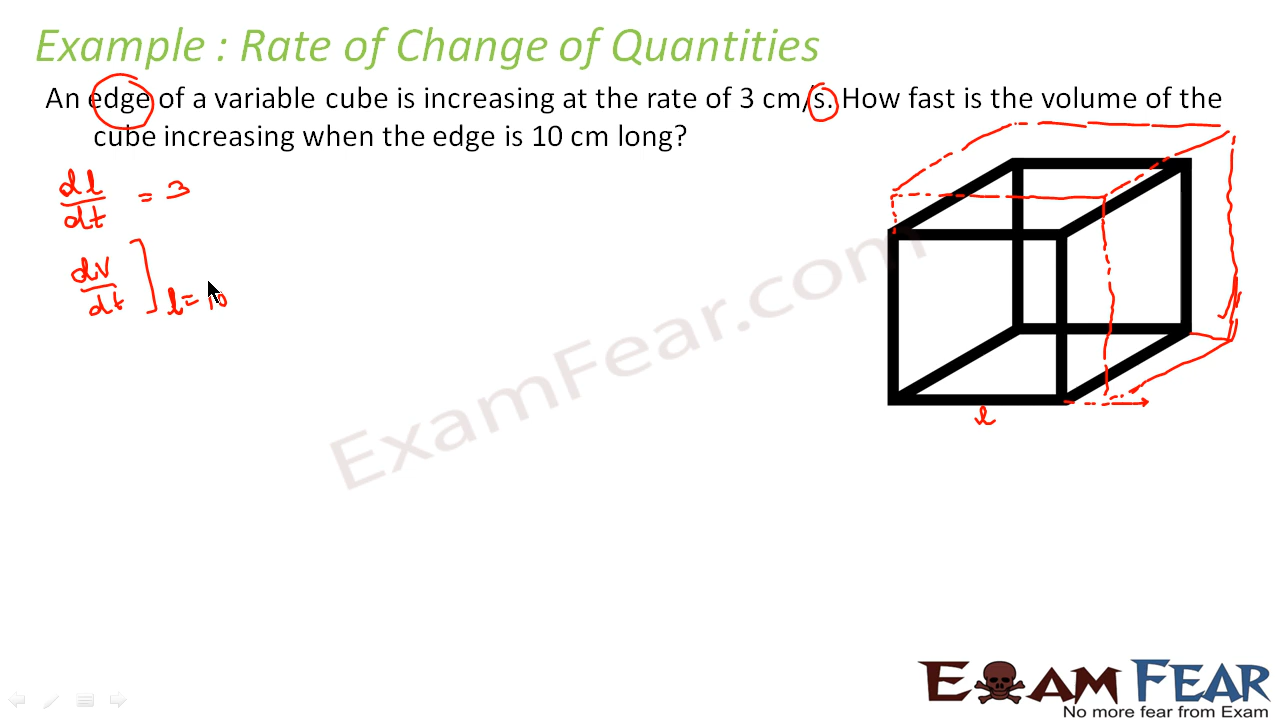 Example : Rate of Change of Quantities
An edge of a variable cube is increasing at the rate of 3 cm/s. How fast is the volume of the
cube increasing when the edge is 10 cm long?
dl/dt = 3
dv/dt ] l = 10
l
ExamFear.com
EXAM FEAR
No more fear from Exam